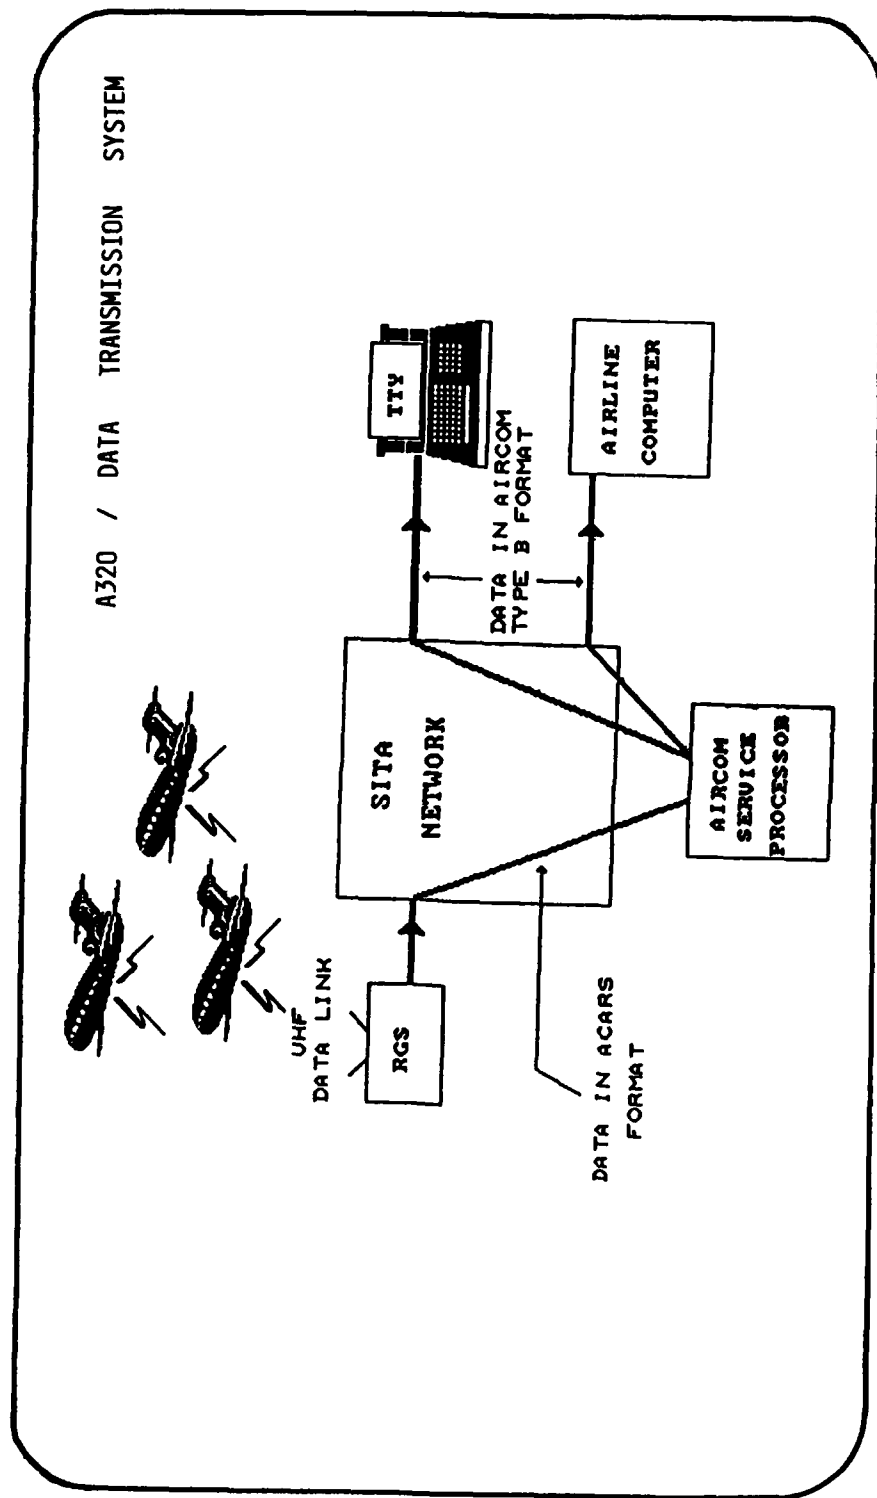 A320 / DATA TRANSMISSION SYSTEM
VHF
DATA LINK
RGS
SITA
NETWORK
TTY
DATA IN AIRCOM
TYPE B FORMAT
AIRLINE
COMPUTER
DATA IN ACARS
FORMAT
AIRCOM
SERVICE
PROCESSOR